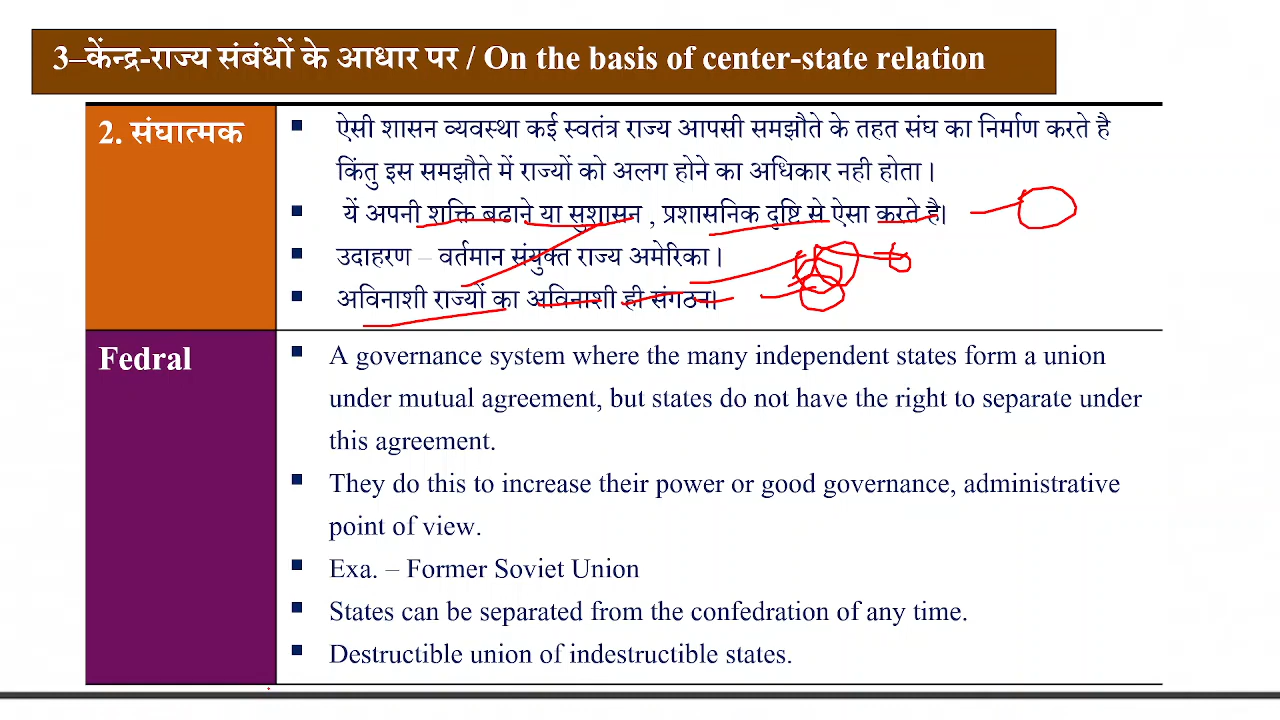 3–केंन्द्र-राज्य संबंधों के आधार पर / On the basis of center-state relation
2. संघात्मक
▪ ऐसी शासन व्यवस्था कई स्वतंत्र राज्य आपसी समझौते के तहत संघ का निर्माण करते है
किंतु इस समझौते में राज्यों को अलग होने का अधिकार नही होता।
▪ यें अपनी शक्ति बढाने या सुशासन , प्रशासनिक दृष्टि से ऐसा करते है।
▪ उदाहरण – वर्तमान संयुक्त राज्य अमेरिका।
▪ अविनाशी राज्यों का अविनाशी ही संगठन।
Fedral
▪ A governance system where the many independent states form a union
under mutual agreement, but states do not have the right to separate under
this agreement.
▪ They do this to increase their power or good governance, administrative
point of view.
▪ Exa. – Former Soviet Union
▪ States can be separated from the confedration of any time.
▪ Destructible union of indestructible states.